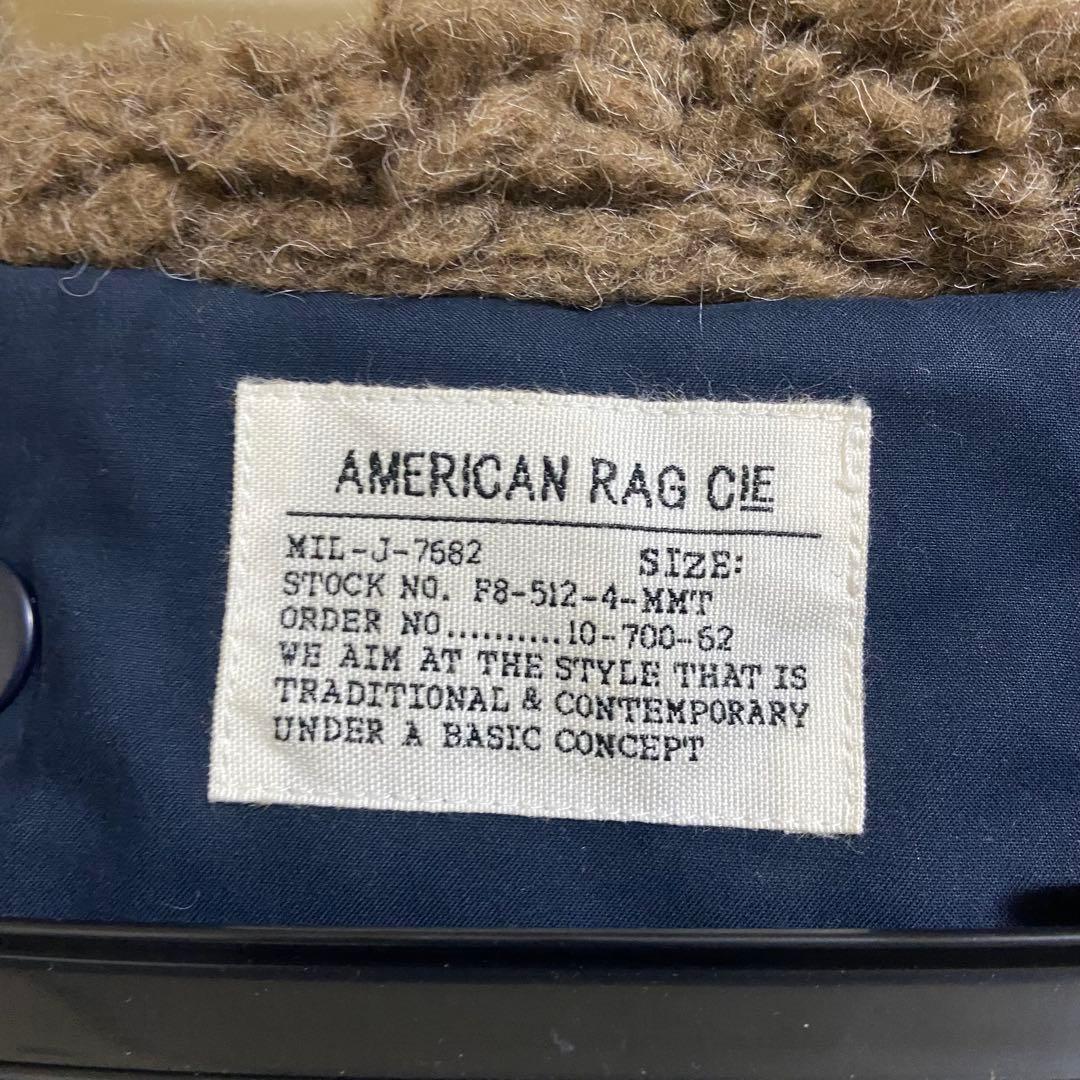 AMERICAN RAG CIE
MIL-J-7682 SIZE:
STOCK NO. F8-512-4-MMT
ORDER NO...........10-700-62
WE AIM AT THE STYLE THAT IS
TRADITIONAL & CONTEMPORARY
UNDER A BASIC CONCEPT